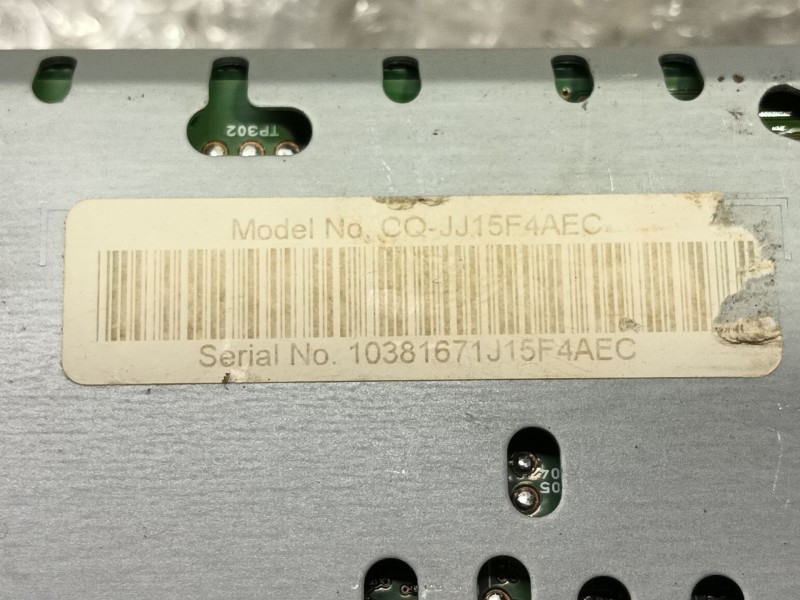 TP302
Model No. CQ-JJ15F4AEC
Serial No. 10381671J15F4AEC